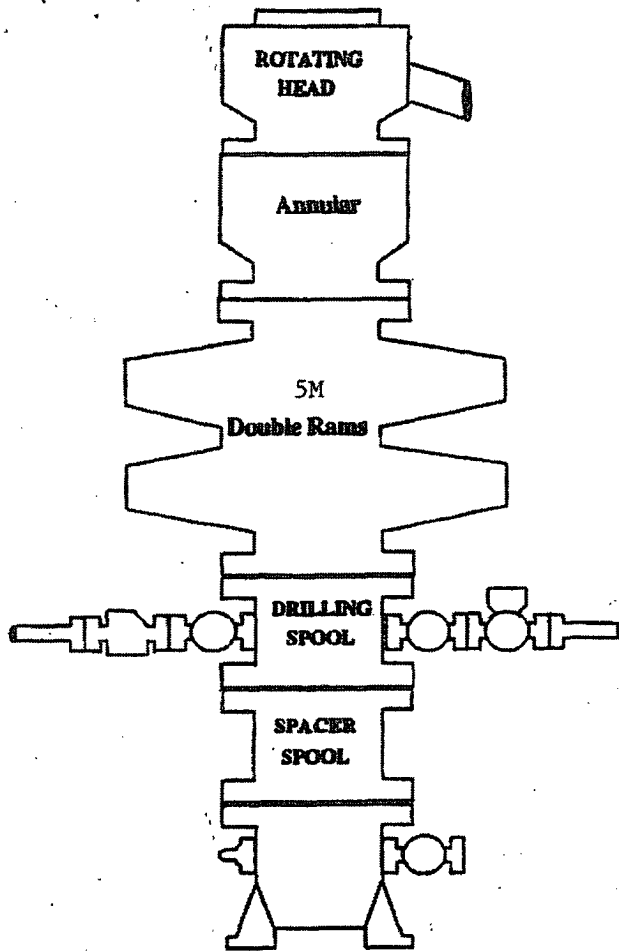 ROTATING
HEAD
Annular
5M
Double Rams
DRILLING
SPOOL
SPACER
SPOOL